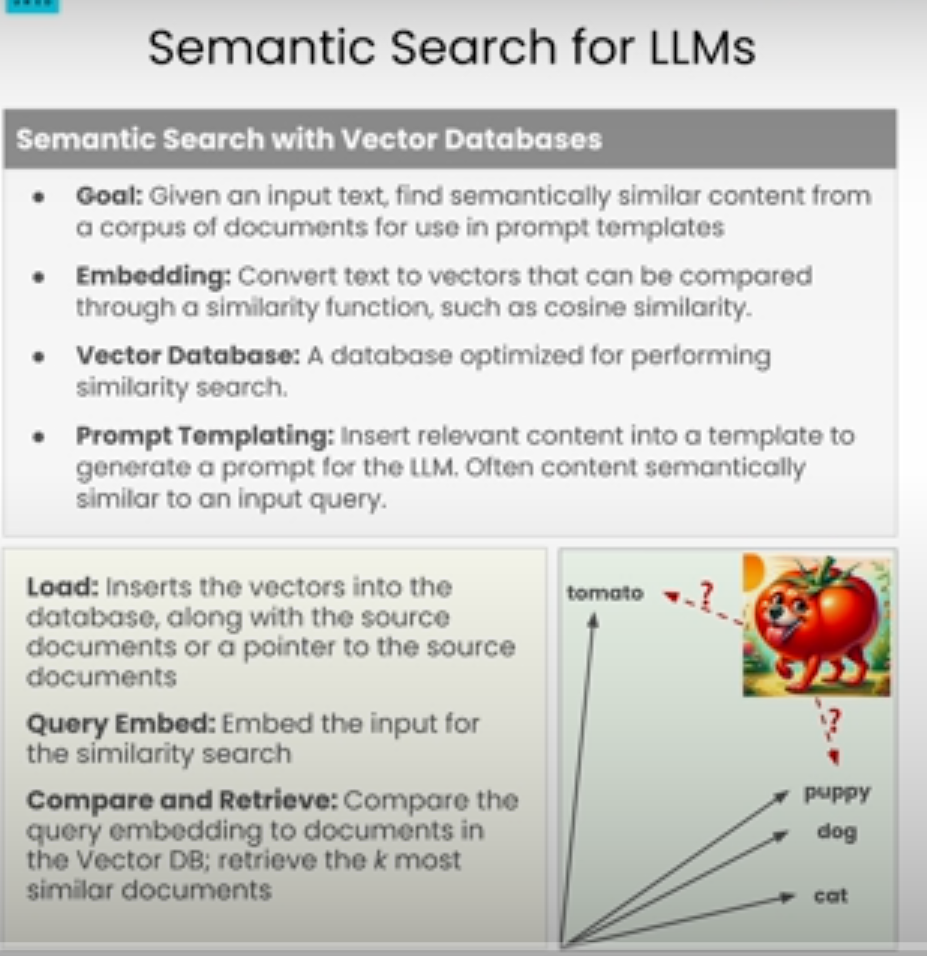 Semantic Search for LLMs
Semantic Search with Vector Databases
● Goal: Given an input text, find semantically similar content from
a corpus of documents for use in prompt templates
● Embedding: Convert text to vectors that can be compared
through a similarity function, such as cosine similarity.
● Vector Database: A database optimized for performing
similarity search.
● Prompt Templating: Insert relevant content into a template to
generate a prompt for the LLM. Often content semantically
similar to an input query.
Load: Inserts the vectors into the
database, along with the source
documents or a pointer to the source
documents
Query Embed: Embed the input for
the similarity search
Compare and Retrieve: Compare the
query embedding to documents in
the Vector DB; retrieve the k most
similar documents
tomato
?
?
puppy
dog
cat